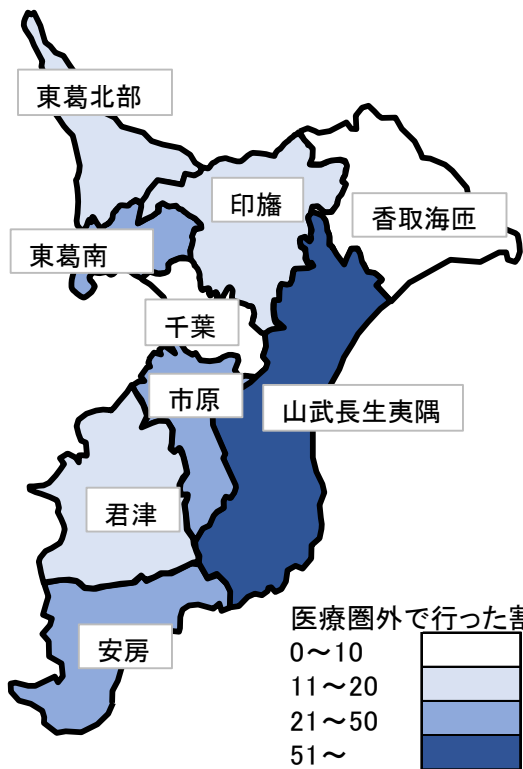 東葛北部
印旛
香取海匝
東葛南
千葉
市原
山武長生夷隅
君津
安房
医療圏外で行った割
0～10
11～20
21～50
51～